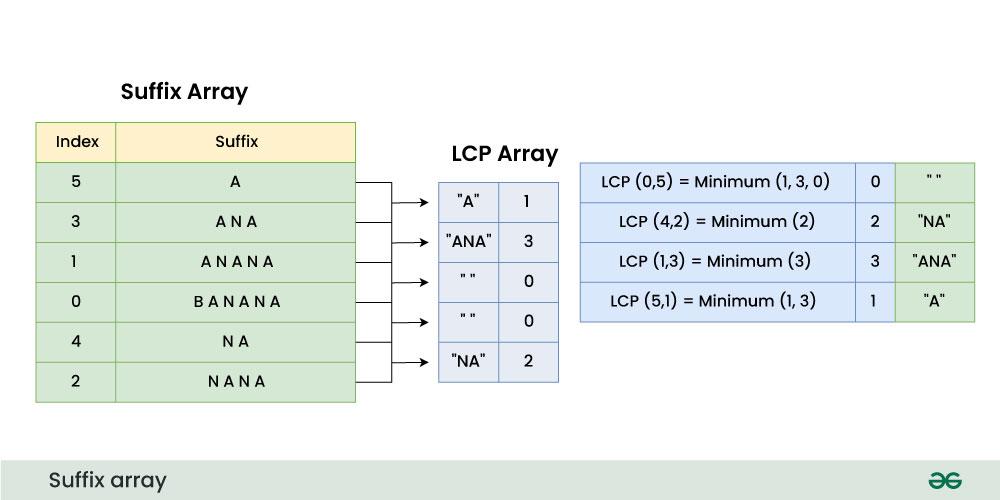 Suffix Array
Index Suffix
5 A
3 A N A
1 A N A N A
0 B A N A N A
4 N A
2 N A N A
LCP Array
"A" 1
"ANA" 3
" " 0
" " 0
"NA" 2
LCP (0,5) = Minimum (1, 3, 0) 0 " "
LCP (4,2) = Minimum (2) 2 "NA"
LCP (1,3) = Minimum (3) 3 "ANA"
LCP (5,1) = Minimum (1, 3) 1 "A"
Suffix array